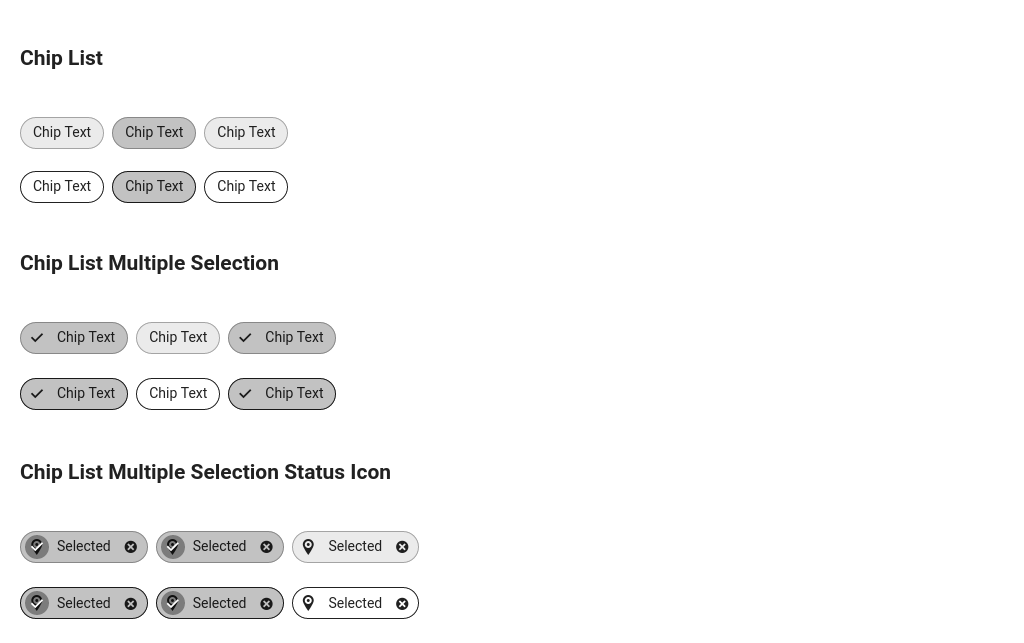 Chip List
Chip Text Chip Text Chip Text
Chip Text Chip Text Chip Text
Chip List Multiple Selection
Chip Text Chip Text Chip Text
Chip Text Chip Text Chip Text
Chip List Multiple Selection Status Icon
Selected Selected Selected
Selected Selected Selected